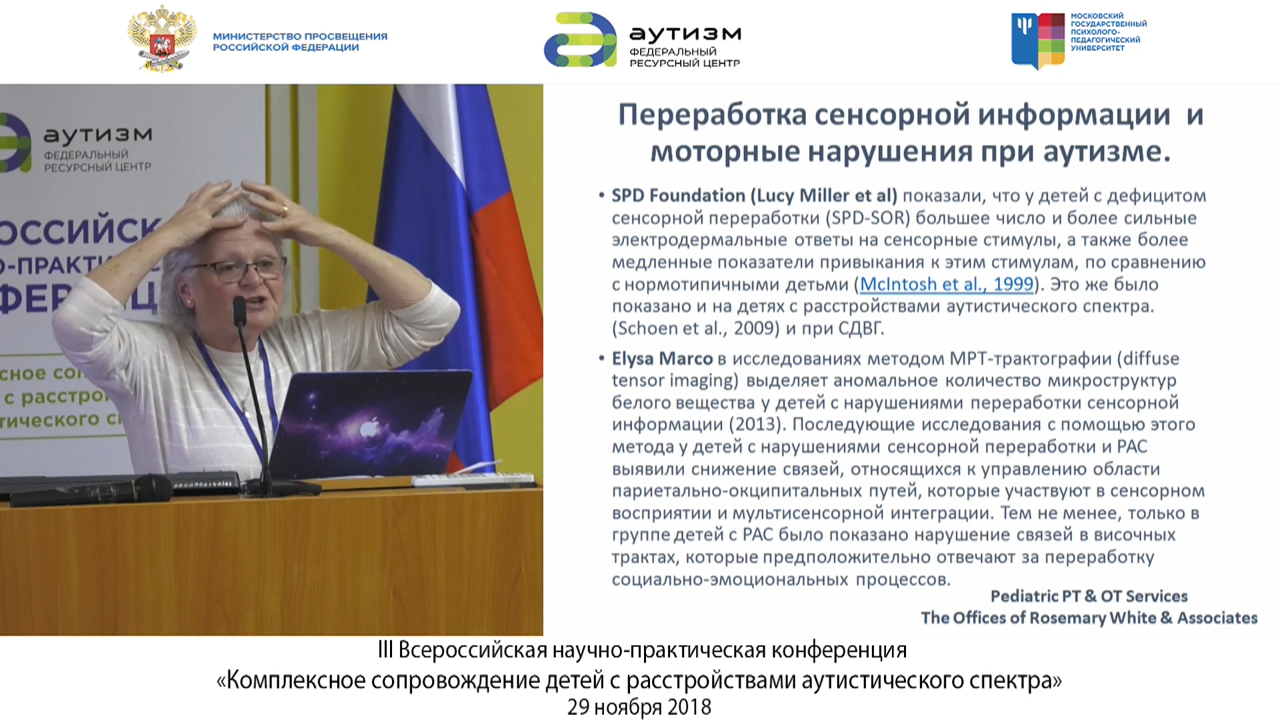 МИНИСТЕРСТВО ПРОСВЕЩЕНИЯ
РОССИЙСКОЙ ФЕДЕРАЦИИ
аутизм
ФЕДЕРАЛЬНЫЙ
РЕСУРСНЫЙ ЦЕНТР
МОСКОВСКИЙ
ГОСУДАРСТВЕННЫЙ
ПСИХОЛОГО-
ПЕДАГОГИЧЕСКИЙ
УНИВЕРСИТЕТ
аутизм
ФЕДЕРАЛЬНЫЙ
РЕСУРСНЫЙ ЦЕНТР
ОССИЙСК
О-ПРАКТИЧЕС
ФЕРЕНЦ
сное со
с расстро
тического с
Переработка сенсорной информации и
моторные нарушения при аутизме.
• SPD Foundation (Lucy Miller et al) показали, что у детей с дефицитом
сенсорной переработки (SPD-SOR) большее число и более сильные
электродермальные ответы на сенсорные стимулы, а также более
медленные показатели привыкания к этим стимулам, по сравнению
с нормотипичными детьми (McIntosh et al., 1999). Это же было
показано и на детях с расстройствами аутистического спектра.
(Schoen et al., 2009) и при СДВГ.
• Elysa Marco в исследованиях методом МРТ-трактографии (diffuse
tensor imaging) выделяет аномальное количество микроструктур
белого вещества у детей с нарушениями переработки сенсорной
информации (2013). Последующие исследования с помощью этого
метода у детей с нарушениями сенсорной переработки и РАС
выявили снижение связей, относящихся к управлению области
париетально-окципитальных путей, которые участвуют в сенсорном
восприятии и мультисенсорной интеграции. Тем не менее, только в
группе детей с РАС было показано нарушение связей в височных
трактах, которые предположительно отвечают за переработку
социально-эмоциональных процессов.
Pediatric PT & OT Services
The Offices of Rosemary White & Associates
III Всероссийская научно-практическая конференция
«Комплексное сопровождение детей с расстройствами аутистического спектра»
29 ноября 2018